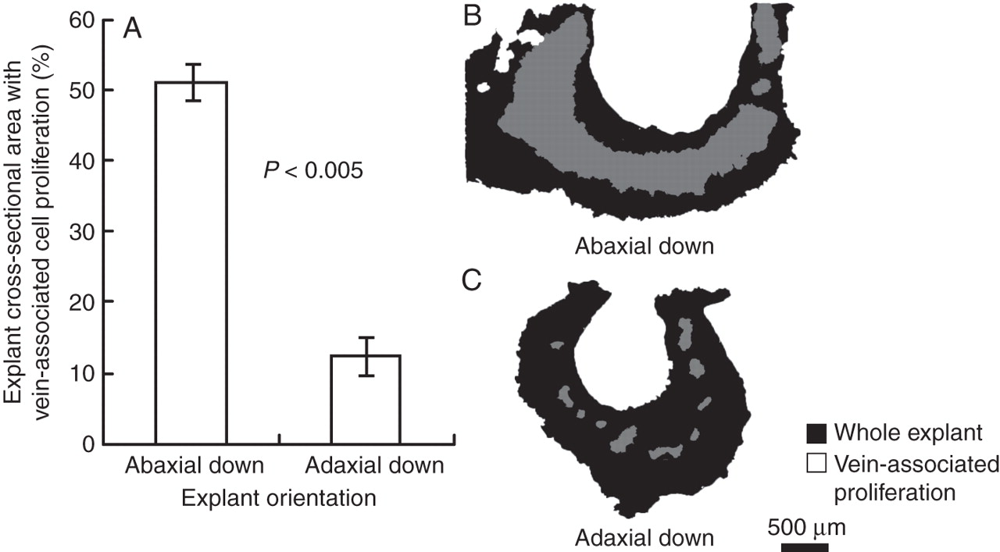 Explant cross-sectional area with
vein-associated cell proliferation (%)
60
50
40
30
20
10
0
A
P < 0.005
Abaxial down
Adaxial down
Explant orientation
B
Abaxial down
C
Adaxial down
Whole explant
Vein-associated
proliferation
500 μm